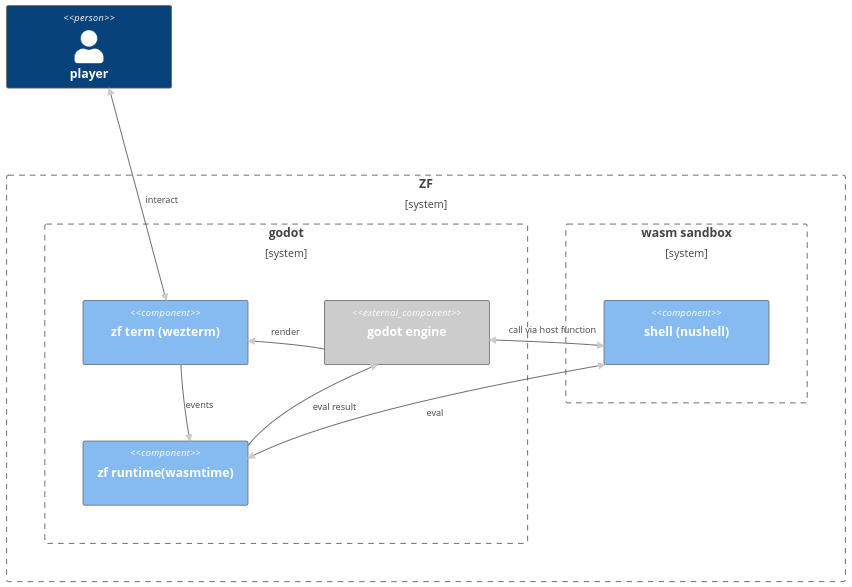 <<person>>
player
interact
ZF
[system]
godot
[system]
wasm sandbox
[system]
<<component>>
zf term (wezterm)
render
<<external_component>>
godot engine
call via host function
<<component>>
shell (nushell)
events
eval result
eval
<<component>>
zf runtime(wasmtime)